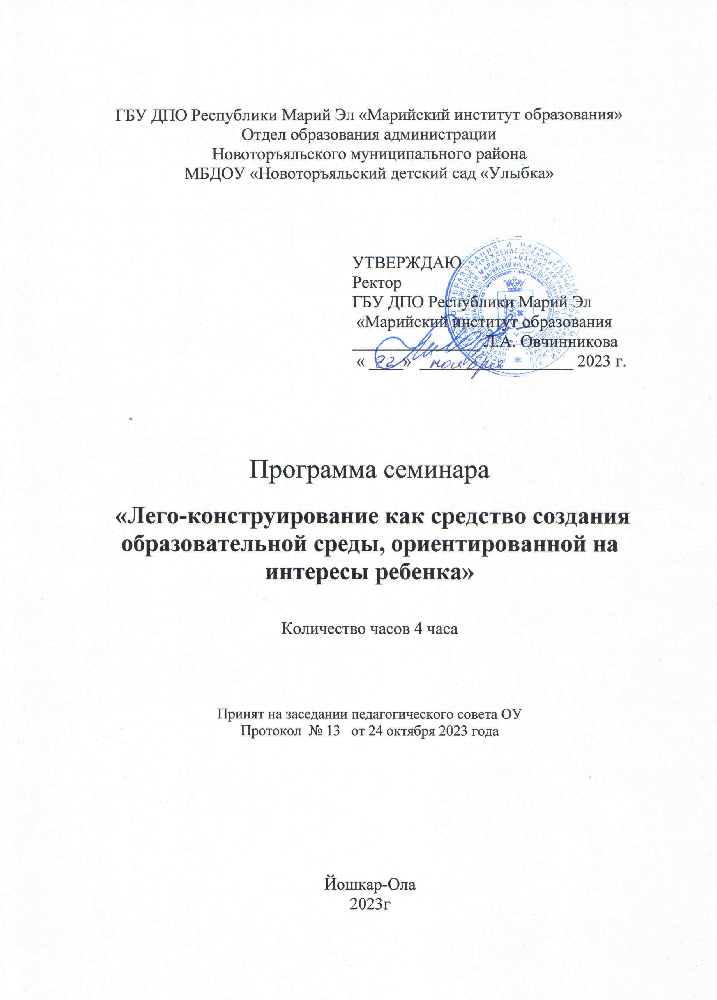 ГБУ ДПО Республики Марий Эл «Марийский институт образования»
Отдел образования администрации
Новоторъяльского муниципального района
МБДОУ «Новоторъяльский детский сад «Улыбка»
УТВЕРЖДАЮ
Ректор
ГБУ ДПО Республики Марий Эл
«Марийский институт образования
_______________ Л.А. Овчинникова
« 22 » ноября 2023 г.
Программа семинара
«Лего-конструирование как средство создания
образовательной среды, ориентированной на
интересы ребенка»
Количество часов 4 часа
Принят на заседании педагогического совета ОУ
Протокол № 13 от 24 октября 2023 года
Йошкар-Ола
2023г